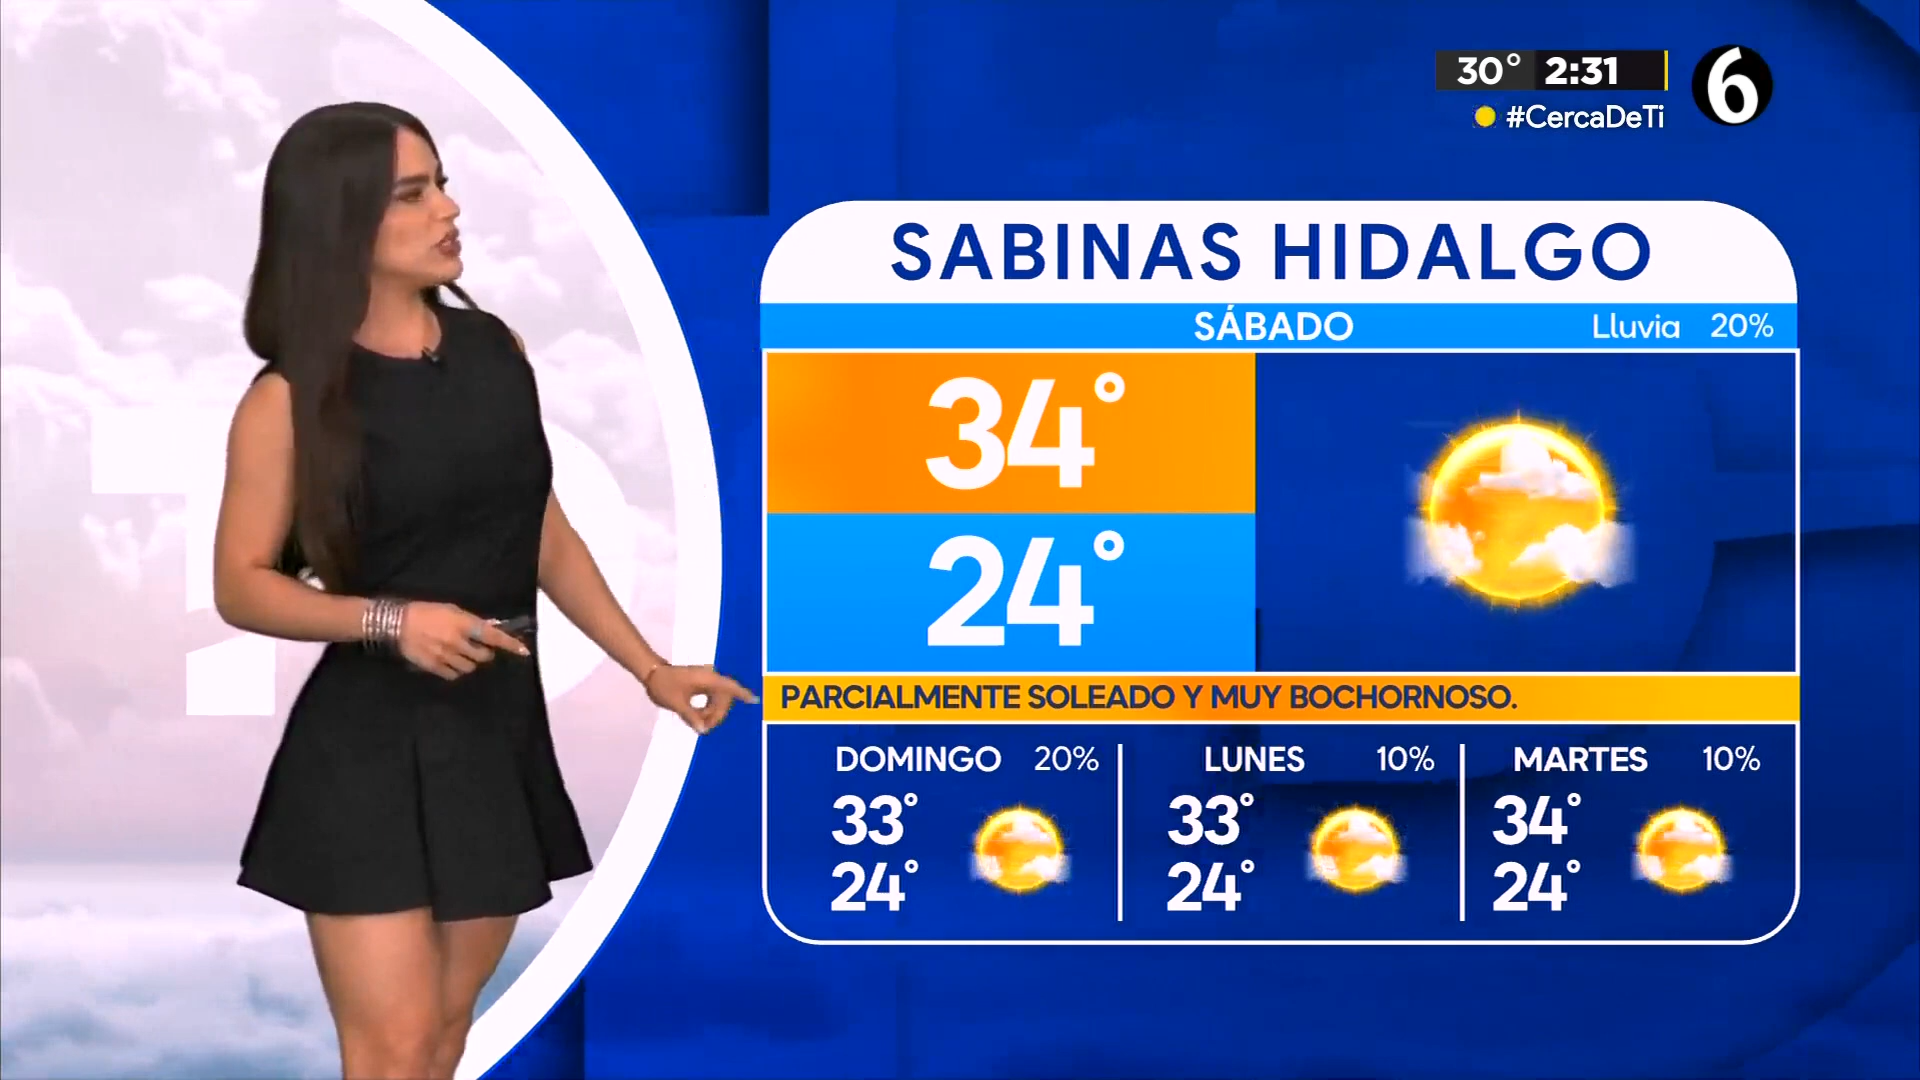 30° 2:31
#CercaDeTi
6
SABINAS HIDALGO
SÁBADO
Lluvia 20%
34°
24°
PARCIALMENTE SOLEADO Y MUY BOCHORNOSO.
DOMINGO 20%
33°
24°
LUNES 10%
33°
24°
MARTES 10%
34°
24°